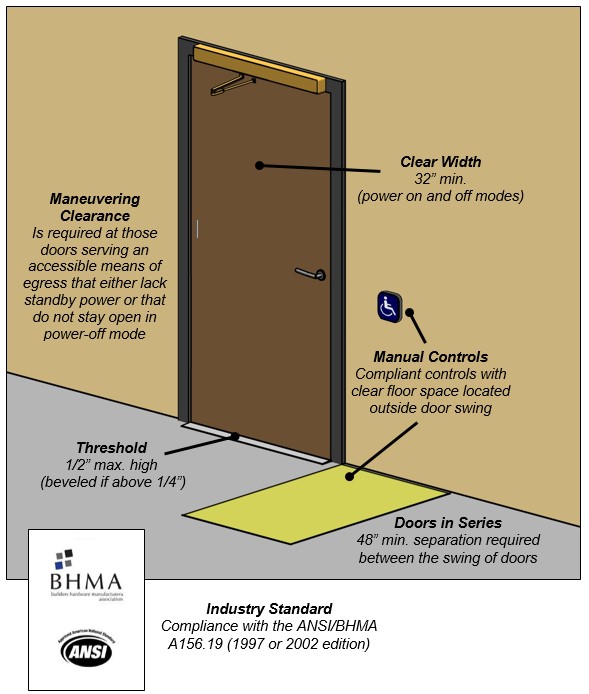 Clear Width
32” min.
(power on and off modes)
Maneuvering
Clearance
Is required at those
doors serving an
accessible means of
egress that either lack
standby power or that
do not stay open in
power-off mode
Manual Controls
Compliant controls with
clear floor space located
outside door swing
Threshold
1/2” max. high
(beveled if above 1/4”)
Doors in Series
48” min. separation required
between the swing of doors
BHMA
builders hardware manufacturers
association
Approved American National Standard
ANSI
Industry Standard
Compliance with the ANSI/BHMA
A156.19 (1997 or 2002 edition)